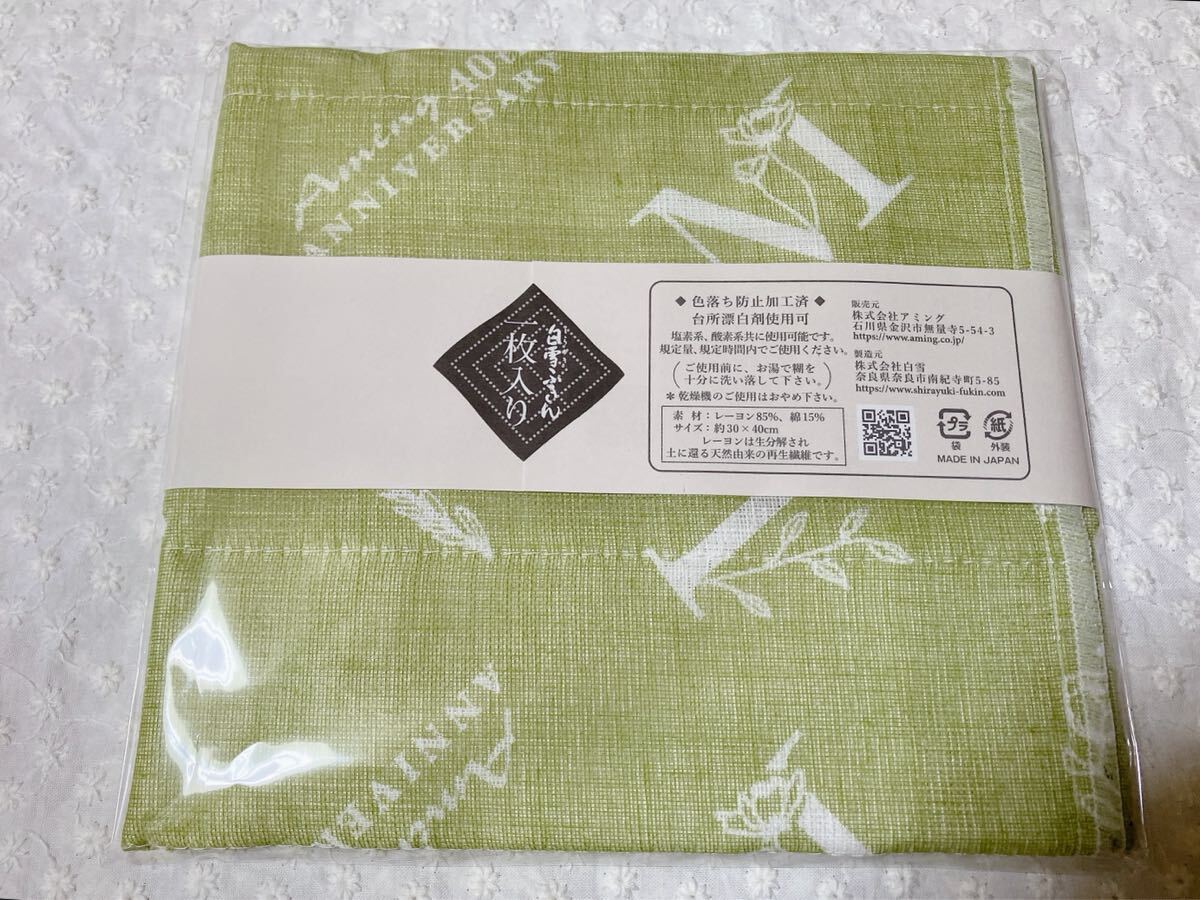 Aming 40t
ANNIVERSARY
M
I
白雪ふきん
一枚入り
◆ 色落ち防止加工済 ◆
台所漂白剤使用可
塩素系、酸素系共に使用可能です。
規定量、規定時間内でご使用ください。
(ご使用前に、お湯で糊を
十分に洗い落して下さい。)
＊乾燥機のご使用はおやめ下さい。
素 材：レーヨン85%、綿15%
サイズ：約30×40cm
レーヨンは生分解され
土に還る天然由来の再生繊維です。
販売元
株式会社アミング
石川県金沢市無量寺5-54-3
https://www.aming.co.jp/
製造元
株式会社白雪
奈良県奈良市南紀寺町5-85
https://www.shirayuki-fukin.com
プラ
袋
紙
外装
MADE IN JAPAN